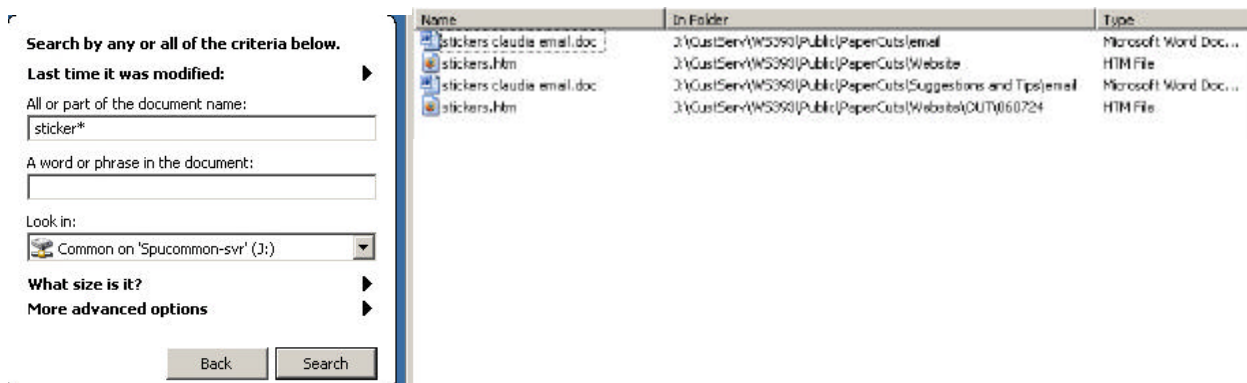 Search by any or all of the criteria below.
Last time it was modified:
All or part of the document name:
sticker*
A word or phrase in the document:
Look in:
Common on 'Spucommon-svr' (J:)
What size is it?
More advanced options
Back Search
Name In Folder Type
stickers claudia email.doc J:\CustServ\WS393\Public\PaperCuts\email Microsoft Word Doc...
stickers.htm J:\CustServ\WS393\Public\PaperCuts\Website HTM File
stickers claudia email.doc J:\CustServ\WS393\Public\PaperCuts\Suggestions and Tips\email Microsoft Word Doc...
stickers.htm J:\CustServ\WS393\Public\PaperCuts\Website\OUT\060724 HTM File